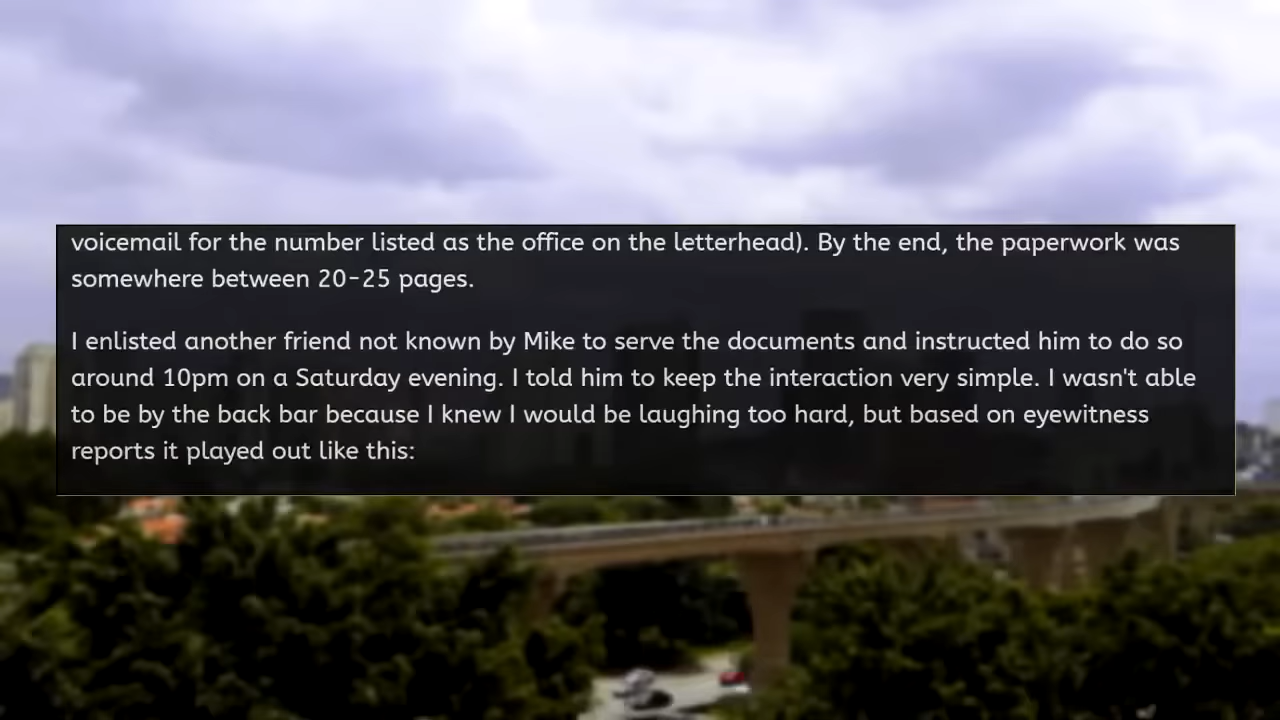 voicemail for the number listed as the office on the letterhead). By the end, the paperwork was
somewhere between 20-25 pages.
I enlisted another friend not known by Mike to serve the documents and instructed him to do so
around 10pm on a Saturday evening. I told him to keep the interaction very simple. I wasn't able
to be by the back bar because I knew I would be laughing too hard, but based on eyewitness
reports it played out like this: